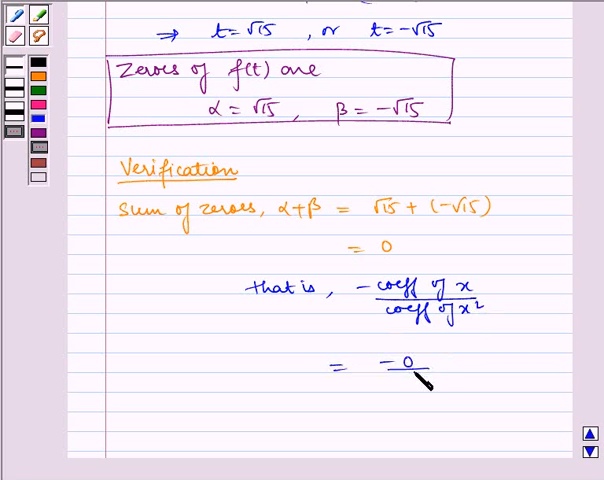 ⇒ t = √15 , or t = -√15
Zeroes of f(t) are
α = √15 , β = -√15
Verification
Sum of zeroes, α+β = √15 + (-√15)
= 0
that is, - coeff of x / coeff of x²
= -0